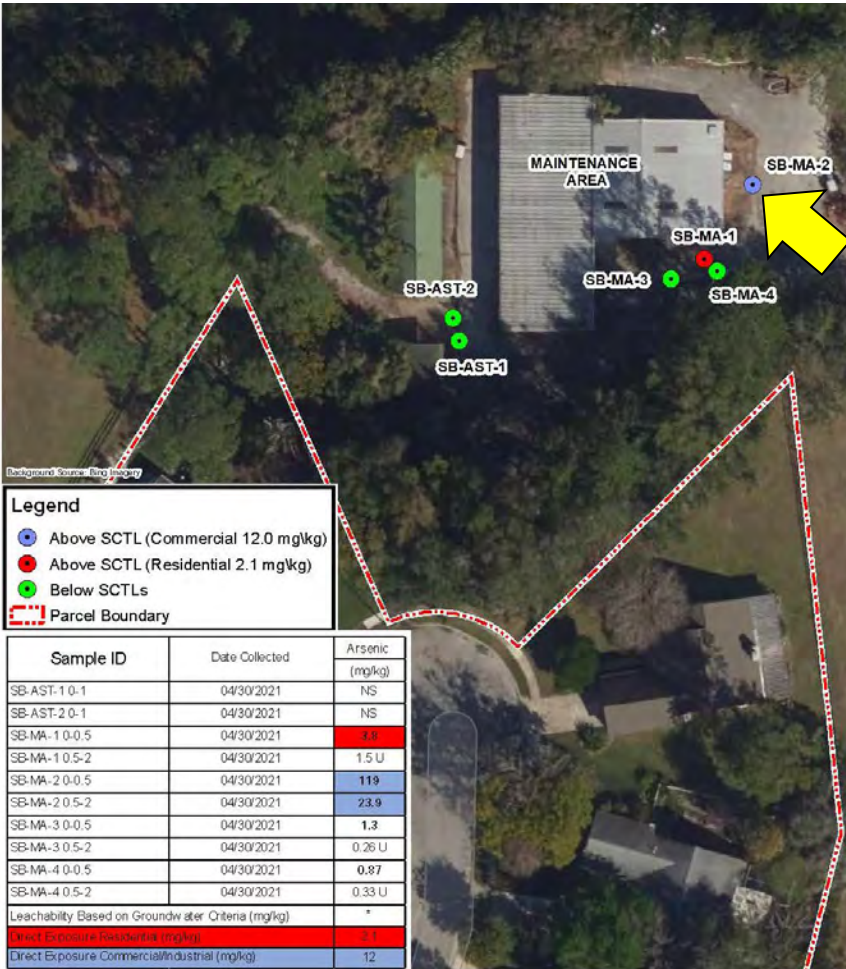 MAINTENANCE
AREA
SB-MA-2
SB-MA-1
SB-MA-3
SB-MA-4
SB-AST-2
SB-AST-1
Background Source: Bing Imagery
Legend
Above SCTL (Commercial 12.0 mg\kg)
Above SCTL (Residential 2.1 mg\kg)
Below SCTLs
Parcel Boundary
Sample ID Date Collected Arsenic
(mg/kg)
SB-AST-1 0-1 04/30/2021 NS
SB-AST-2 0-1 04/30/2021 NS
SB-MA-1 0-0.5 04/30/2021 3.8
SB-MA-1 0.5-2 04/30/2021 1.5 U
SB-MA-2 0-0.5 04/30/2021 119
SB-MA-2 0.5-2 04/30/2021 23.9
SB-MA-3 0-0.5 04/30/2021 1.3
SB-MA-3 0.5-2 04/30/2021 0.26 U
SB-MA-4 0-0.5 04/30/2021 0.87
SB-MA-4 0.5-2 04/30/2021 0.33 U
Leachability Based on Groundwater Criteria (mg/kg) *
Direct Exposure Residential (mg/kg) 2.1
Direct Exposure Commercial/Industrial (mg/kg) 12